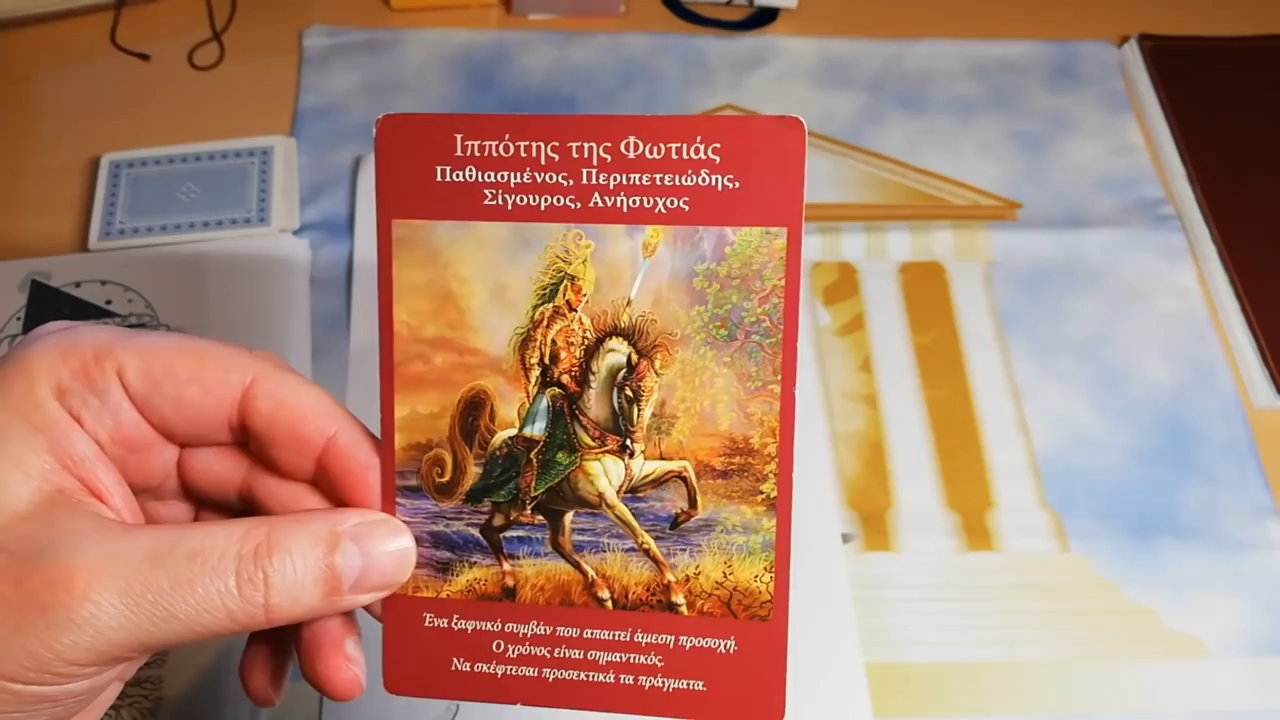 Ιππότης της Φωτιάς
Παθιασμένος, Περιπετειώδης,
Σίγουρος, Ανήσυχος
Ένα ξαφνικό συμβάν που απαιτεί άμεση προσοχή.
Ο χρόνος είναι σημαντικός.
Να σκέφτεσαι προσεκτικά τα πράγματα.